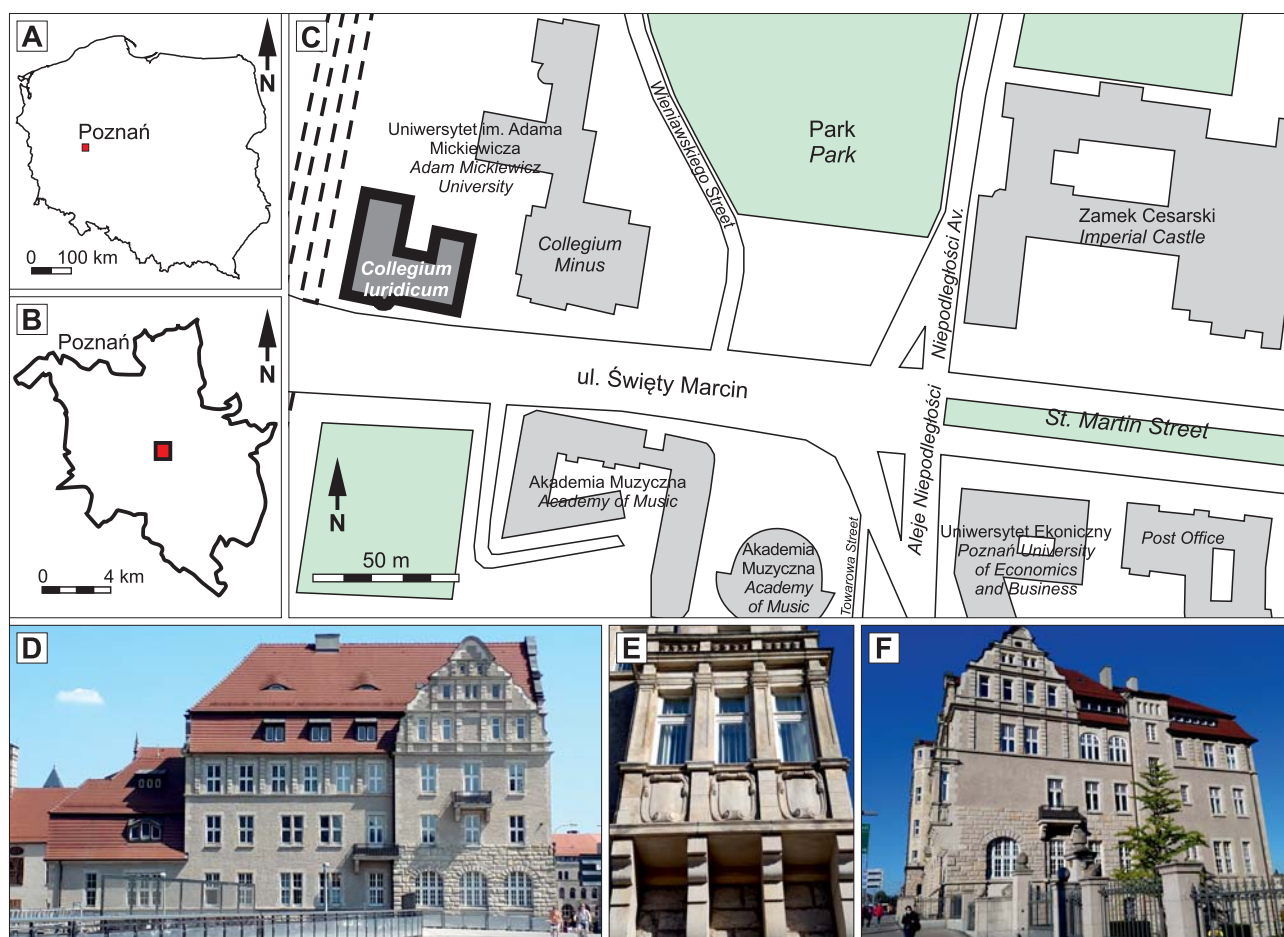 A
N
Poznań
0 100 km
B
Poznań
N
0 4 km
C
Uniwersytet im. Adama
Mickiewicza
Adam Mickiewicz
University
Collegium
Iuridicum
Collegium
Minus
Wieniawskiego Street
Park
Park
Niepodległości Av.
Zamek Cesarski
Imperial Castle
ul. Święty Marcin
St. Martin Street
Aleje Niepodległości
N
50 m
Akademia Muzyczna
Academy of Music
Akademia
Muzyczna
Academy
of Music
Towarowa Street
Uniwersytet Ekoniczny
Poznań University
of Economics
and Business
Post Office
D
E
F